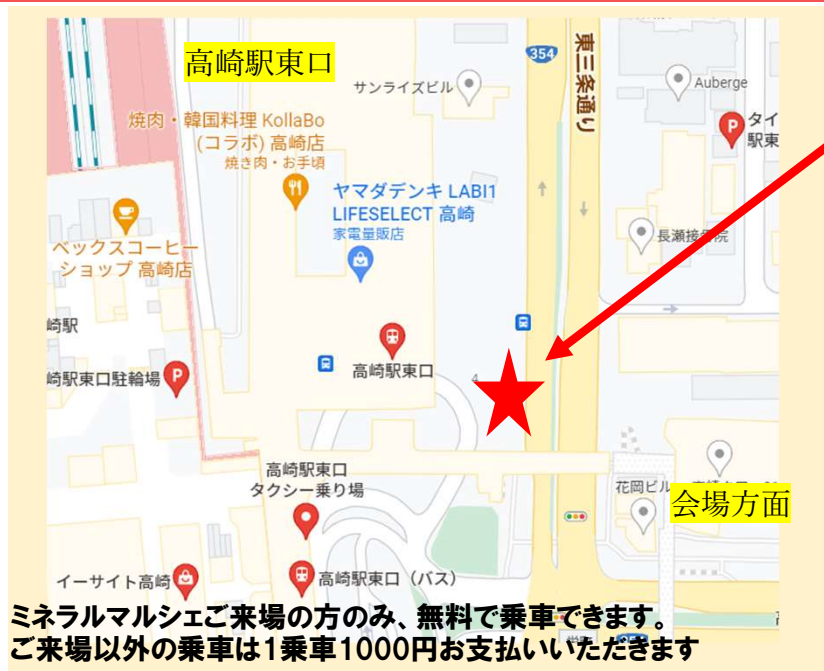 高崎駅東口
354
東三条通り
サンライズビル
Auberge
焼肉・韓国料理 KollaBo
(コラボ) 高崎店
焼き肉・お手頃
P
タイ
駅東
ヤマダデンキ LABI1
LIFESELECT 高崎
家電量販店
ベックスコーヒー
ショップ 高崎店
長瀬接骨院
崎駅
高崎駅東口
4
崎駅東口駐輪場
P
高崎駅東口
タクシー乗り場
花岡ビル
会場方面
イーサイト高崎
高崎駅東口（バス）
ミネラルマルシェご来場の方のみ、無料で乗車できます。
ご来場以外の乗車は1乗車1000円お支払いいただきます